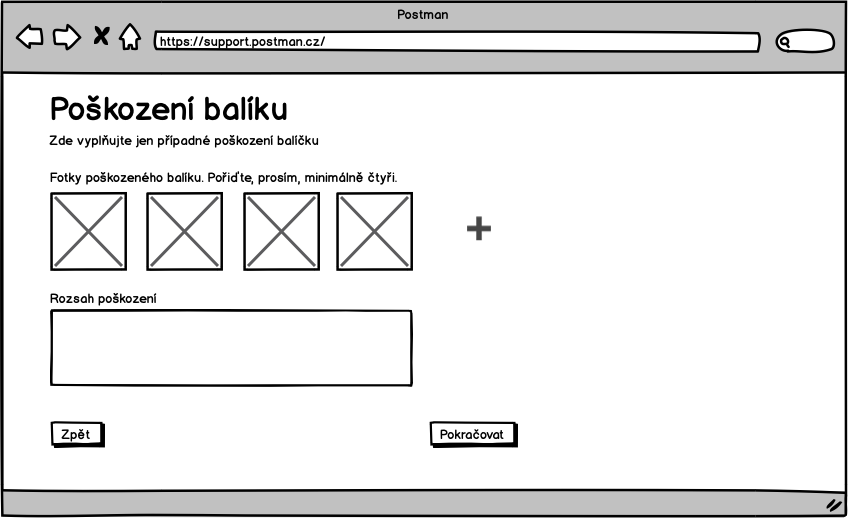 Postman
https://support.postman.cz/
Poškození balíku
Zde vyplňujte jen případné poškození balíčku
Fotky poškozeného balíku. Pořiďte, prosím, minimálně čtyři.
Rozsah poškození
Zpět
Pokračovat